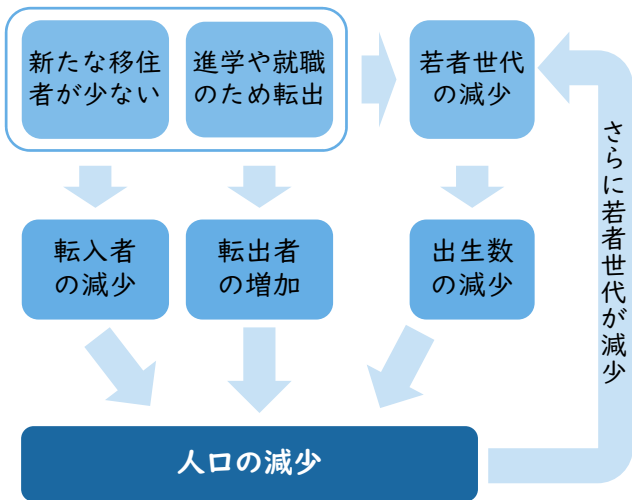 新たな移住
者が少ない
進学や就職
のため転出
若者世代
の減少
転入者
の減少
転出者
の増加
出生数
の減少
さらに若者世代が減少
人口の減少